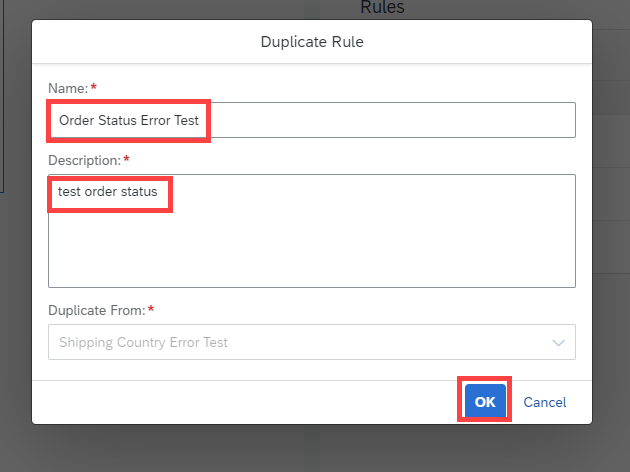 Rules
Duplicate Rule
Name:*
Order Status Error Test
Description:*
test order status
Duplicate From:*
Shipping Country Error Test
OK Cancel